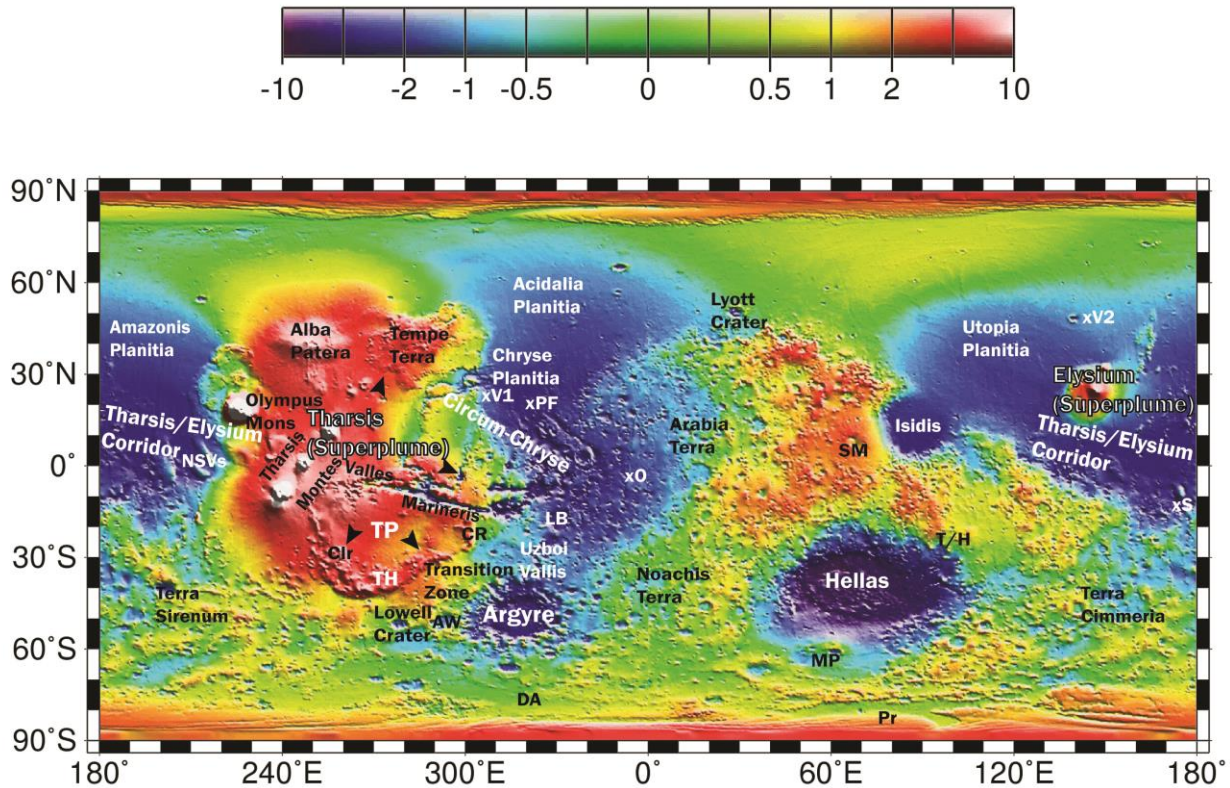 -10 -2 -1 -0.5 0 0.5 1 2 10
90°N
60°N
30°N
0°
30°S
60°S
90°S
Acidalia
Planitia
Lyott
Crater
Amazonis
Planitia
Alba
Patera
Tempe
Terra
Utopia
Planitia
xV2
Chryse
Planitia
xV1
xPF
Elysium
(Superplume)
Olympus
Mons
Tharsis
(Superplume)
Circum-Chryse
Arabia
Terra
Isidis
Tharsis/Elysium
Corridor
NSVs
Tharsis
Montes
Valles
Marineris
xO
SM
Tharsis/Elysium
Corridor
xS
LB
TP
CR
Clr
Uzboi
Vallis
T/H
TH
Transition
Zone
Noachis
Terra
Hellas
Terra
Sirenum
Lowell
Crater
AW
Argyre
Terra
Cimmeria
MP
DA
Pr
180° 240°E 300°E 0° 60°E 120°E 180°